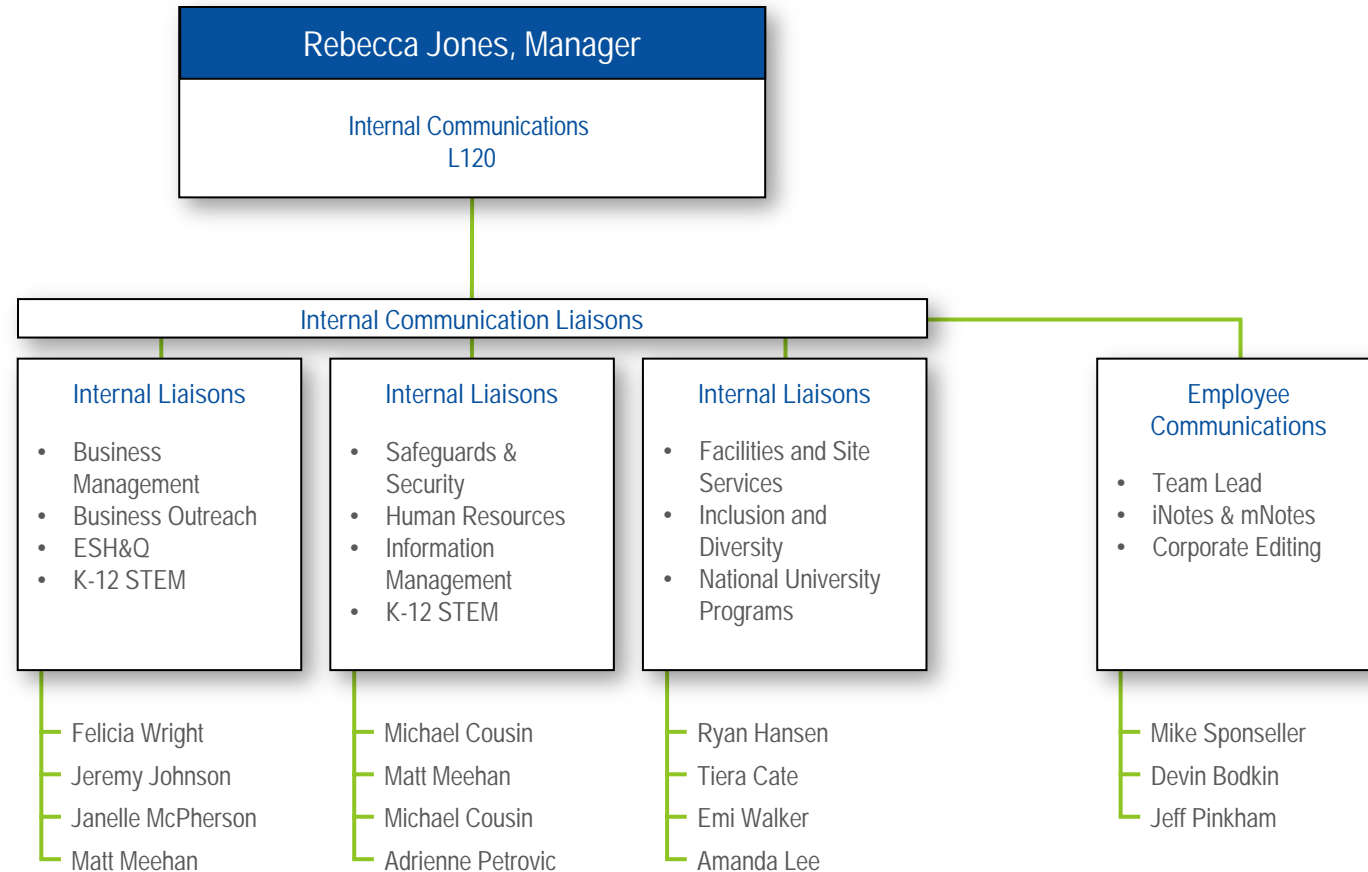 Rebecca Jones, Manager
Internal Communications
L120
Internal Communication Liaisons
Internal Liaisons
• Business
Management
• Business Outreach
• ESH&Q
• K-12 STEM
Felicia Wright
Jeremy Johnson
Janelle McPherson
Matt Meehan
Internal Liaisons
• Safeguards &
Security
• Human Resources
• Information
Management
• K-12 STEM
Michael Cousin
Matt Meehan
Michael Cousin
Adrienne Petrovic
Internal Liaisons
• Facilities and Site
Services
• Inclusion and
Diversity
• National University
Programs
Ryan Hansen
Tiera Cate
Emi Walker
Amanda Lee
Employee
Communications
• Team Lead
• iNotes & mNotes
• Corporate Editing
Mike Sponseller
Devin Bodkin
Jeff Pinkham